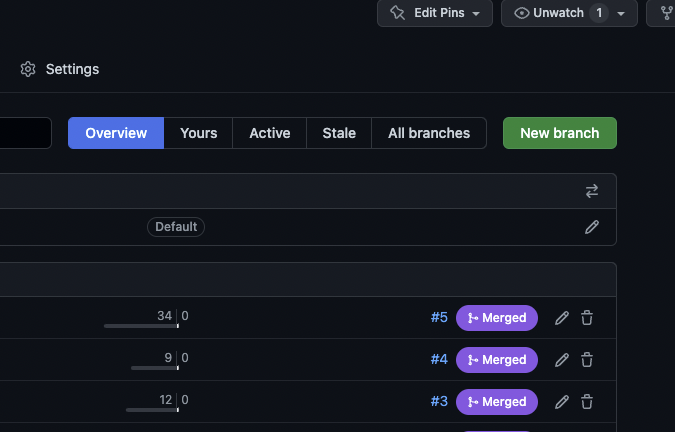 Edit Pins
Unwatch 1
Settings
Overview Yours Active Stale All branches New branch
Default
34 0 #5 Merged
9 0 #4 Merged
12 0 #3 Merged